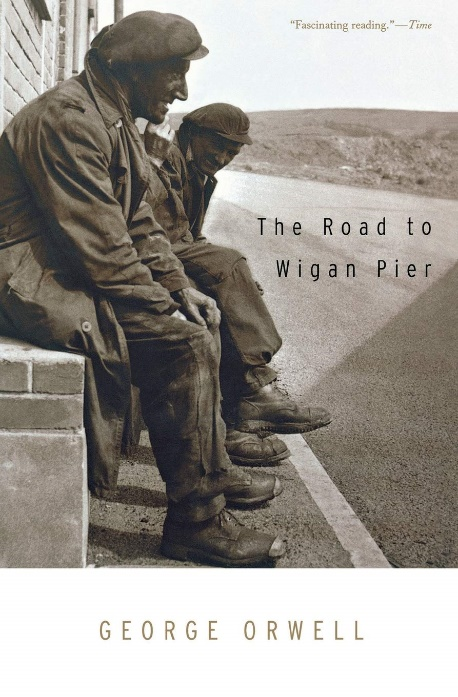 “Fascinating reading.”—Time
The Road to
Wigan Pier
GEORGE ORWELL